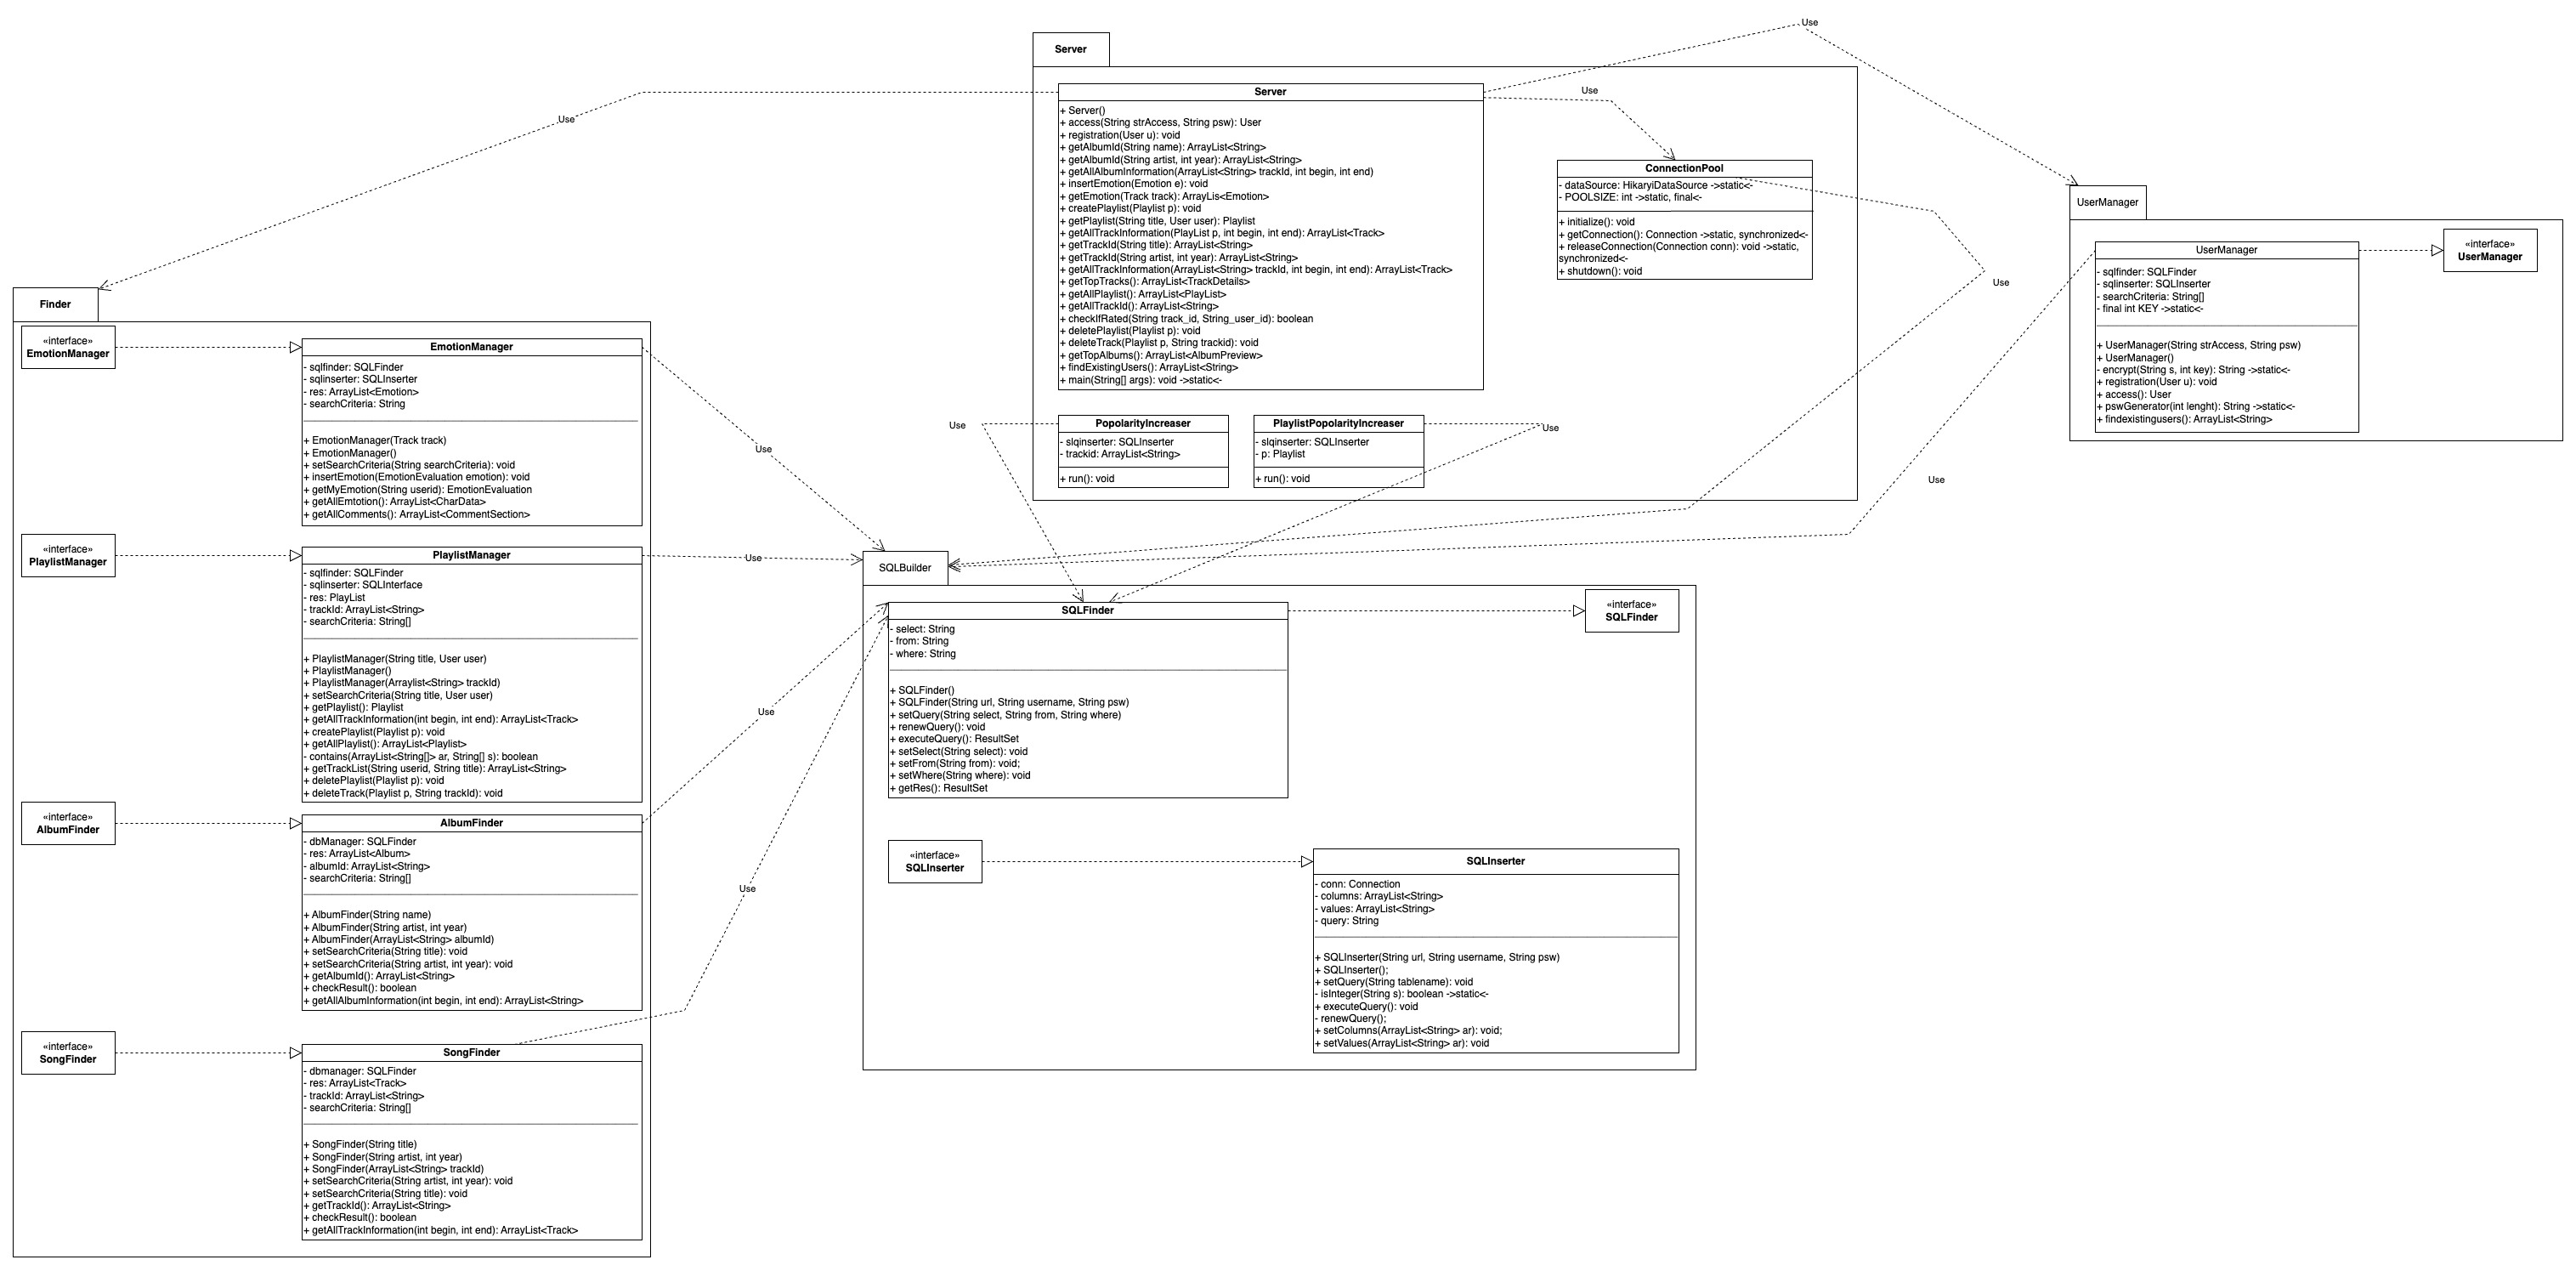 Use
Server
Server
+ Server()
+ access(String strAccess, String psw): User
+ registration(User u): void
+ getAlbumId(String name): ArrayList<String>
+ getAlbumId(String artist, int year): ArrayList<String>
+ getAllAlbumInformation(ArrayList<String> trackId, int begin, int end)
+ insertEmotion(Emotion e): void
+ getEmotion(Track track): ArrayLis<Emotion>
+ createPlaylist(Playlist p): void
+ getPlaylist(String title, User user): Playlist
+ getAllTrackInformation(PlayList p, int begin, int end): ArrayList<Track>
+ getTrackId(String title): ArrayList<String>
+ getTrackId(String artist, int year): ArrayList<String>
+ getAllTrackInformation(ArrayList<String> trackId, int begin, int end): ArrayList<Track>
+ getTopTracks(): ArrayList<TrackDetails>
+ getAllPlaylist(): ArrayList<PlayList>
+ getAllTrackId(): ArrayList<String>
+ checkIfRated(String track_id, String_user_id): boolean
+ deletePlaylist(Playlist p): void
+ deleteTrack(Playlist p, String trackid): void
+ getTopAlbums(): ArrayList<AlbumPreview>
+ findExistingUsers(): ArrayList<String>
+ main(String[] args): void ->static<-
Use
Use
ConnectionPool
- dataSource: HikaryiDataSource ->static<-
- POOLSIZE: int ->static, final<-
+ initialize(): void
+ getConnection(): Connection ->static, synchronized<-
+ releaseConnection(Connection conn): void ->static,
synchronized<-
+ shutdown(): void
Use
UserManager
UserManager
- sqlfinder: SQLFinder
- sqlinserter: SQLInserter
- searchCriteria: String[]
- final int KEY ->static<-
+ UserManager(String strAccess, String psw)
+ UserManager()
- encrypt(String s, int key): String ->static<-
+ registration(User u): void
+ access(): User
+ pswGenerator(int lenght): String ->static<-
+ findexistingusers(): ArrayList<String>
«interface»
UserManager
Use
Use
PopolarityIncreaser
- slqinserter: SQLInserter
- trackid: ArrayList<String>
+ run(): void
PlaylistPopolarityIncreaser
- slqinserter: SQLInserter
- p: Playlist
+ run(): void
Use
Finder
«interface»
EmotionManager
EmotionManager
- sqlfinder: SQLFinder
- sqlinserter: SQLInserter
- res: ArrayList<Emotion>
- searchCriteria: String
+ EmotionManager(Track track)
+ EmotionManager()
+ setSearchCriteria(String searchCriteria): void
+ insertEmotion(EmotionEvaluation emotion): void
+ getMyEmotion(String userid): EmotionEvaluation
+ getAllEmtotion(): ArrayList<CharData>
+ getAllComments(): ArrayList<CommentSection>
Use
«interface»
PlaylistManager
PlaylistManager
- sqlfinder: SQLFinder
- sqlinserter: SQLInterface
- res: PlayList
- trackId: ArrayList<String>
- searchCriteria: String[]
+ PlaylistManager(String title, User user)
+ PlaylistManager()
+ PlaylistManager(Arraylist<String> trackId)
+ setSearchCriteria(String title, User user)
+ getPlaylist(): Playlist
+ getAllTrackInformation(int begin, int end): ArrayList<Track>
+ createPlaylist(Playlist p): void
+ getAllPlaylist(): ArrayList<Playlist>
- contains(ArrayList<String[]> ar, String[] s): boolean
+ getTrackList(String userid, String title): ArrayList<String>
+ deletePlaylist(Playlist p): void
+ deleteTrack(Playlist p, String trackId): void
Use
«interface»
AlbumFinder
AlbumFinder
- dbManager: SQLFinder
- res: ArrayList<Album>
- albumId: ArrayList<String>
- searchCriteria: String[]
+ AlbumFinder(String name)
+ AlbumFinder(String artist, int year)
+ AlbumFinder(ArrayList<String> albumId)
+ setSearchCriteria(String title): void
+ setSearchCriteria(String artist, int year): void
+ getAlbumId(): ArrayList<String>
+ checkResult(): boolean
+ getAllAlbumInformation(int begin, int end): ArrayList<String>
Use
«interface»
SongFinder
SongFinder
- dbmanager: SQLFinder
- res: ArrayList<Track>
- trackId: ArrayList<String>
- searchCriteria: String[]
+ SongFinder(String title)
+ SongFinder(String artist, int year)
+ SongFinder(ArrayList<String> trackId)
+ setSearchCriteria(String artist, int year): void
+ setSearchCriteria(String title): void
+ getTrackId(): ArrayList<String>
+ checkResult(): boolean
+ getAllTrackInformation(int begin, int end): ArrayList<Track>
Use
SQLBuilder
SQLFinder
- select: String
- from: String
- where: String
+ SQLFinder()
+ SQLFinder(String url, String username, String psw)
+ setQuery(String select, String from, String where)
+ renewQuery(): void
+ executeQuery(): ResultSet
+ setSelect(String select): void
+ setFrom(String from): void;
+ setWhere(String where): void
+ getRes(): ResultSet
«interface»
SQLFinder
«interface»
SQLInserter
SQLInserter
- conn: Connection
- columns: ArrayList<String>
- values: ArrayList<String>
- query: String
+ SQLInserter(String url, String username, String psw)
+ SQLInserter();
+ setQuery(String tablename): void
- isInteger(String s): boolean ->static<-
+ executeQuery(): void
- renewQuery();
+ setColumns(ArrayList<String> ar): void;
+ setValues(ArrayList<String> ar): void